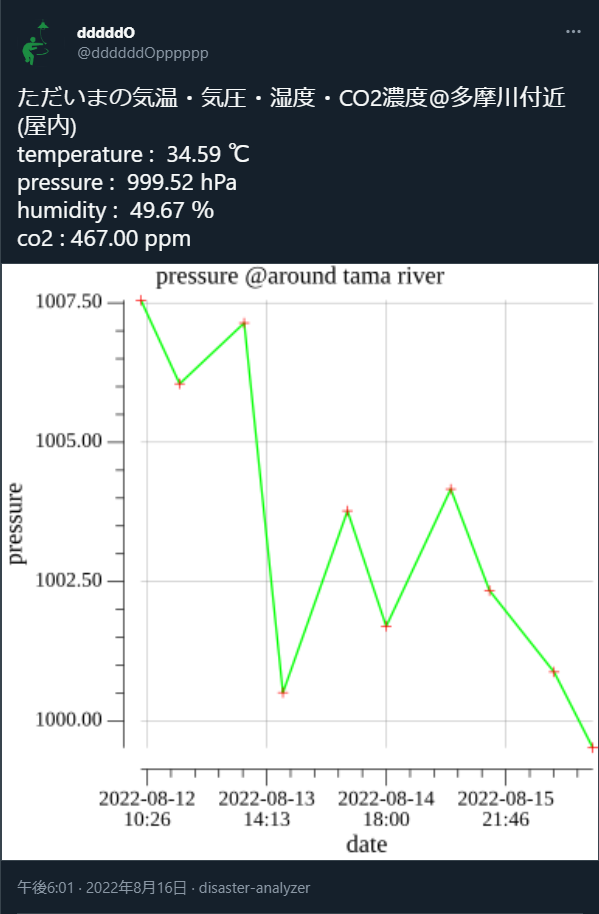 dddddO
@ddddddOpppppp
ただいまの気温・気圧・湿度・CO2濃度@多摩川付近
(屋内)
temperature : 34.59 ℃
pressure : 999.52 hPa
humidity : 49.67 %
co2 : 467.00 ppm
pressure @around tama river
1007.50
1005.00
1002.50
1000.00
pressure
2022-08-12 2022-08-13 2022-08-14 2022-08-15
10:26 14:13 18:00 21:46
date
午後6:01 · 2022年8月16日 · disaster-analyzer